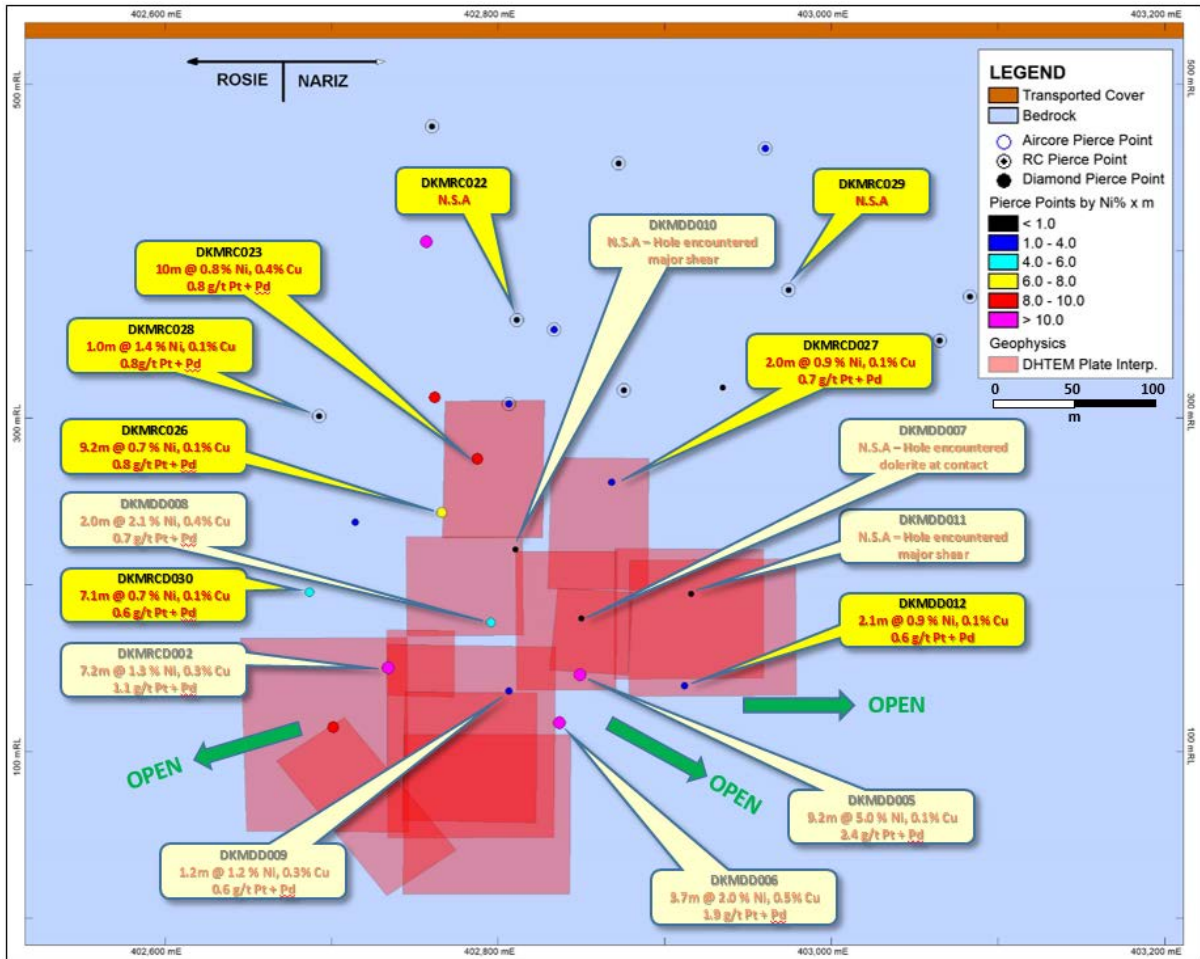 402,600 mE
402,800 mE
403,000 mE
403,200 mE
500 mRL
500 mRL
ROSIE
NARIZ
LEGEND
Transported Cover
Bedrock
Aircore Pierce Point
RC Pierce Point
Diamond Pierce Point
Pierce Points by Ni% x m
< 1.0
1.0 - 4.0
4.0 - 6.0
6.0 - 8.0
8.0 - 10.0
> 10.0
Geophysics
DHTEM Plate Interp.
0
50
100
m
DKMRC022
N.S.A
DKMRC029
N.S.A
DKMDD010
N.S.A – Hole encountered
major shear
DKMRC023
10m @ 0.8% Ni, 0.4% Cu
0.8 g/t Pt + Pd
DKMRC028
1.0m @ 1.4 % Ni, 0.1% Cu
0.8g/t Pt + Pd
DKMRCD027
2.0m @ 0.9 % Ni, 0.1% Cu
0.7 g/t Pt + Pd
300 mRL
300 mRL
DKMRC026
9.2m @ 0.7 % Ni, 0.1% Cu
0.8 g/t Pt + Pd
DKMDD007
N.S.A – Hole encountered
dolerite at contact
DKMDD008
2.0m @ 2.1 % Ni, 0.4% Cu
0.7 g/t Pt + Pd
DKMDD011
N.S.A – Hole encountered
major shear
DKMRCD030
7.1m @ 0.7 % Ni, 0.1% Cu
0.6 g/t Pt + Pd
DKMDD012
2.1m @ 0.9 % Ni, 0.1% Cu
0.6 g/t Pt + Pd
DKMRCD002
7.2m @ 1.3 % Ni, 0.3% Cu
1.1 g/t Pt + Pd
OPEN
OPEN
OPEN
100 mRL
100 mRL
DKMDD005
9.2m @ 5.0 % Ni, 0.1% Cu
2.4 g/t Pt + Pd
DKMDD009
1.2m @ 1.2 % Ni, 0.3% Cu
0.6 g/t Pt + Pd
DKMDD006
3.7m @ 2.0 % Ni, 0.5% Cu
1.9 g/t Pt + Pd
402,600 mE
402,800 mE
403,000 mE
403,200 mE